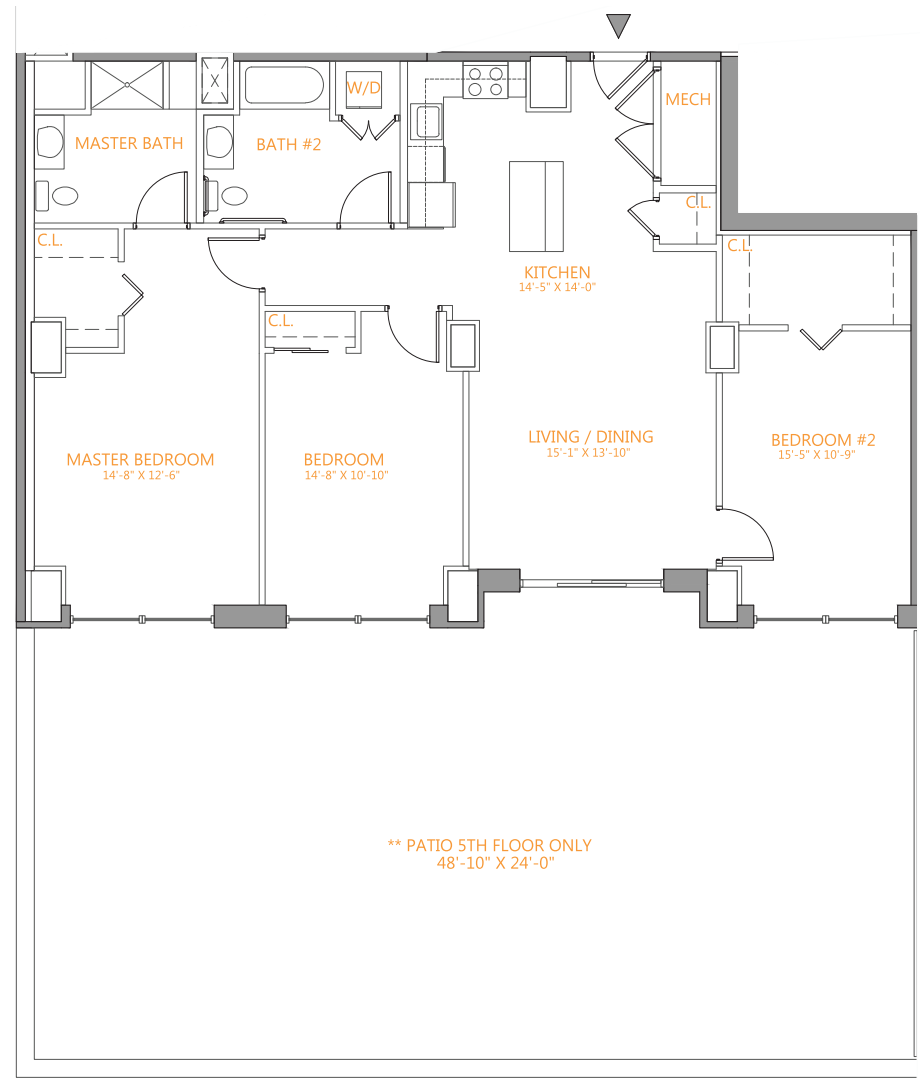 W/D
MECH
MASTER BATH
BATH #2
C.L.
C.L.
C.L.
KITCHEN
14'-5" X 14'-0"
C.L.
LIVING / DINING
15'-1" X 13'-10"
BEDROOM #2
15'-5" X 10'-9"
MASTER BEDROOM
14'-8" X 12'-6"
BEDROOM
14'-8" X 10'-10"
** PATIO 5TH FLOOR ONLY
48'-10" X 24'-0"